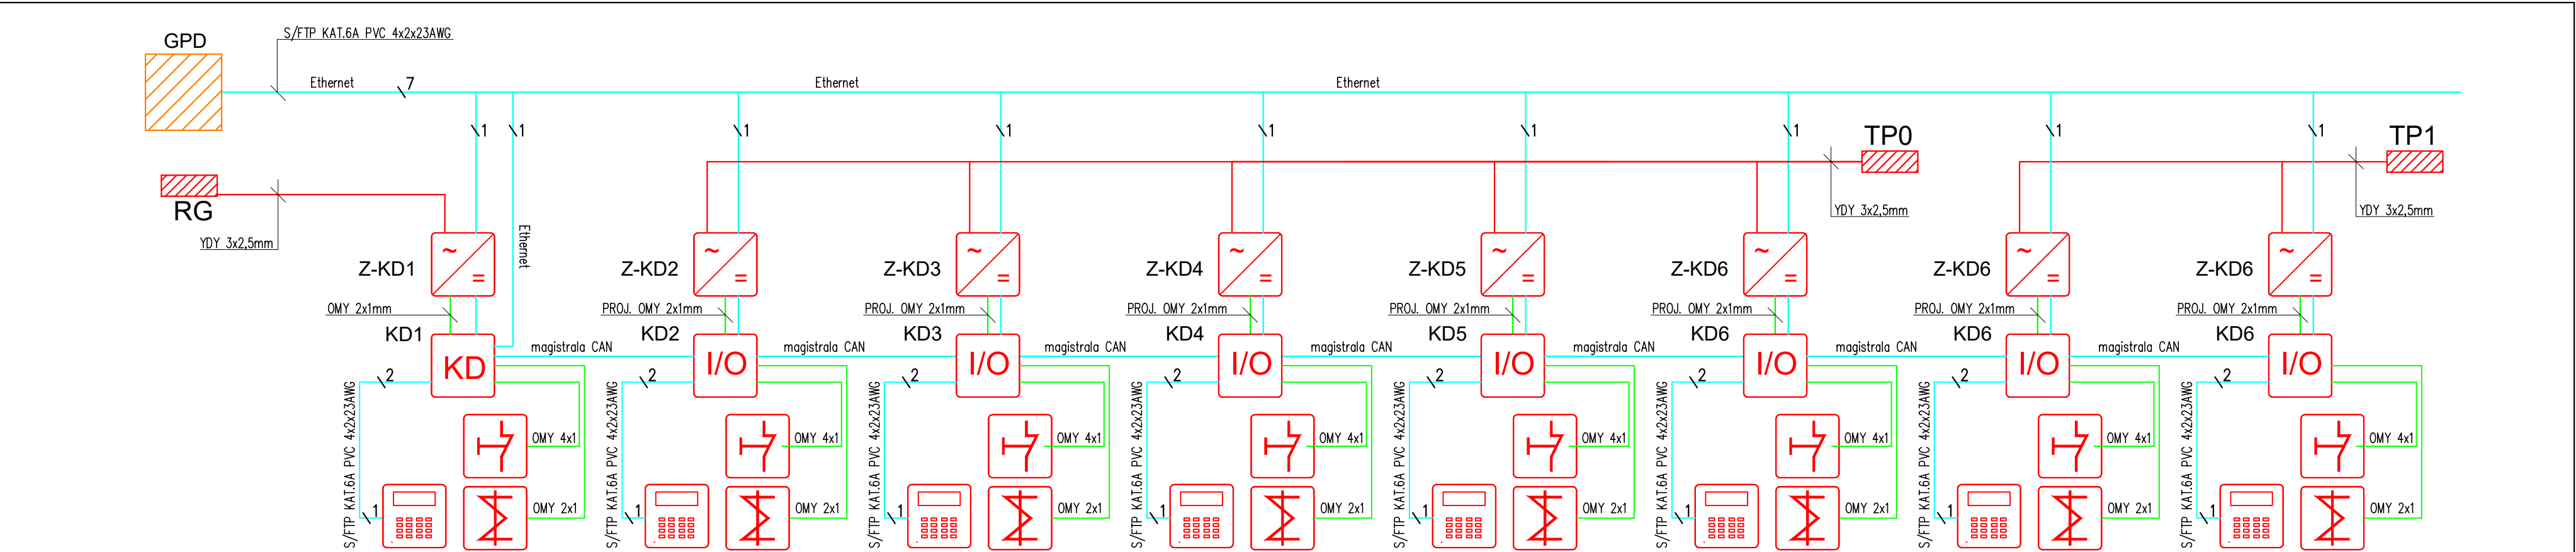 S/FTP KAT.6A PVC 4x2x23AWG
GPD
Ethernet
7
Ethernet
Ethernet
1
1
1
1
1
1
1
1
1
TP0
TP1
RG
YDY 3x2,5mm
YDY 3x2,5mm
YDY 3x2,5mm
Ethernet
~
=
~
=
~
=
~
=
~
=
~
=
~
=
~
=
Z-KD1
Z-KD2
Z-KD3
Z-KD4
Z-KD5
Z-KD6
Z-KD6
Z-KD6
OMY 2x1mm
PROJ. OMY 2x1mm
PROJ. OMY 2x1mm
PROJ. OMY 2x1mm
PROJ. OMY 2x1mm
PROJ. OMY 2x1mm
PROJ. OMY 2x1mm
PROJ. OMY 2x1mm
KD1
KD2
KD3
KD4
KD5
KD6
KD6
KD6
magistrala CAN
magistrala CAN
magistrala CAN
magistrala CAN
magistrala CAN
magistrala CAN
magistrala CAN
KD
I/O
I/O
I/O
I/O
I/O
I/O
I/O
2
2
2
2
2
2
2
2
S/FTP KAT.6A PVC 4x2x23AWG
S/FTP KAT.6A PVC 4x2x23AWG
S/FTP KAT.6A PVC 4x2x23AWG
S/FTP KAT.6A PVC 4x2x23AWG
S/FTP KAT.6A PVC 4x2x23AWG
S/FTP KAT.6A PVC 4x2x23AWG
S/FTP KAT.6A PVC 4x2x23AWG
S/FTP KAT.6A PVC 4x2x23AWG
OMY 4x1
OMY 4x1
OMY 4x1
OMY 4x1
OMY 4x1
OMY 4x1
OMY 4x1
OMY 4x1
1
OMY 2x1
1
OMY 2x1
1
OMY 2x1
1
OMY 2x1
1
OMY 2x1
1
OMY 2x1
1
OMY 2x1
1
OMY 2x1